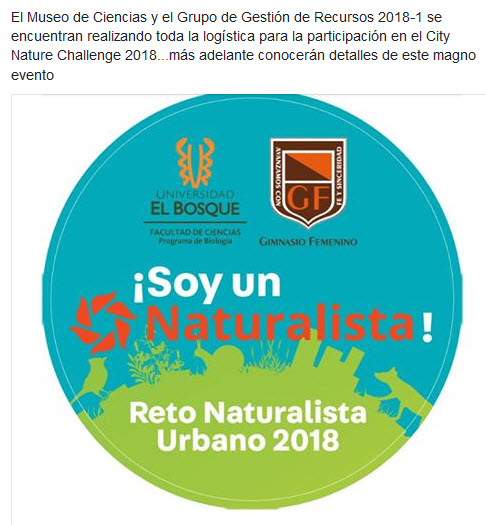 El Museo de Ciencias y el Grupo de Gestión de Recursos 2018-1 se
encuentran realizando toda la logística para la participación en el City
Nature Challenge 2018...más adelante conocerán detalles de este magno
evento
UNIVERSIDAD
EL BOSQUE
FACULTAD DE CIENCIAS
Programa de Biología
AVANZAMOS CON
FE Y SINCERIDAD
GF
GIMNASIO FEMENINO
¡Soy un
Naturalista!
Reto Naturalista
Urbano 2018